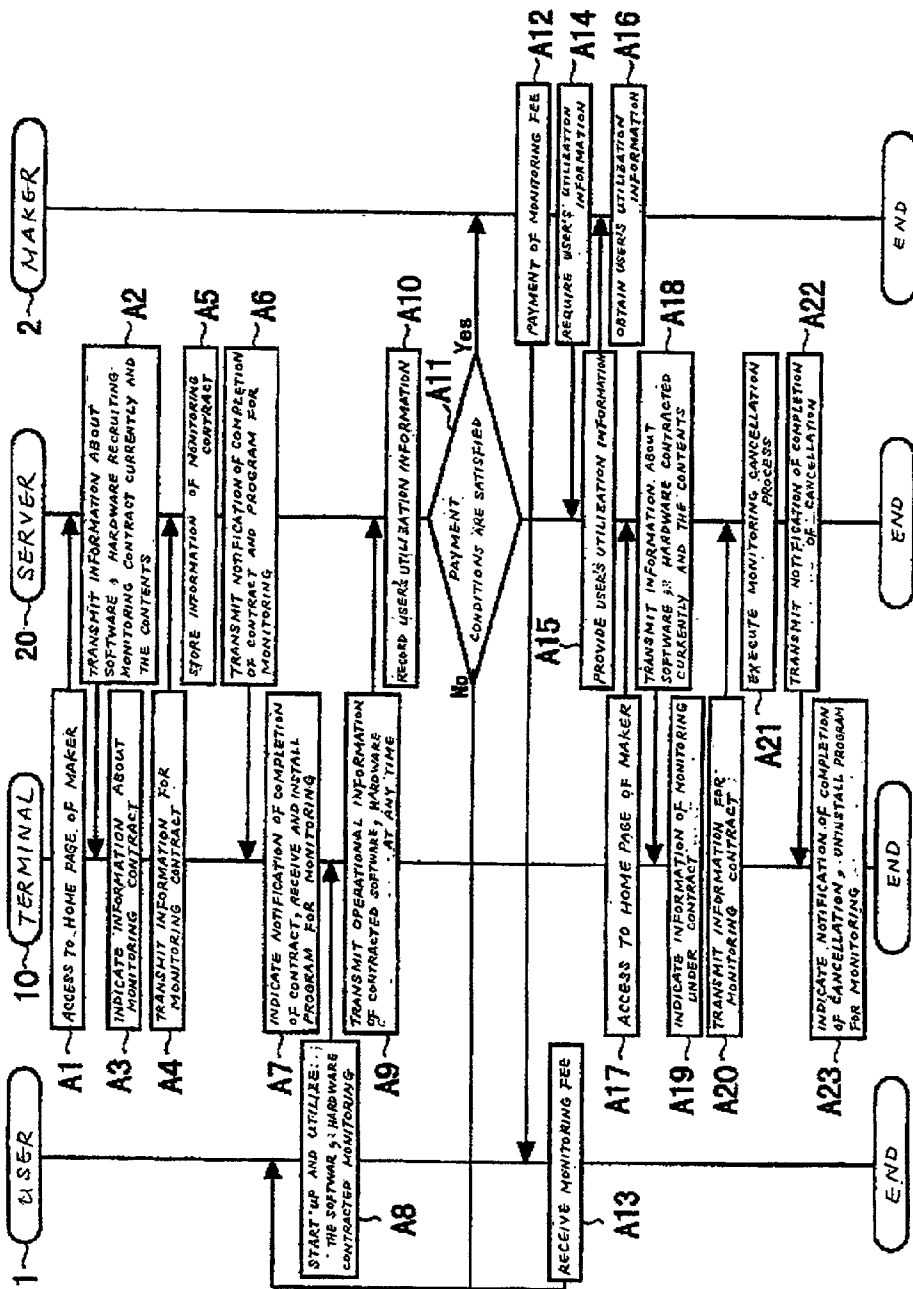 1 USER
10 TERMINAL
20 SERVER
2 MAKER
A1 ACCESS TO HOME PAGE OF MAKER
TRANSMIT INFORMATION ABOUT
SOFTWARE, HARDWARE RECRUITING
MONITORING CONTRACT CURRENTLY AND
THE CONTENTS
A2
A3 INDICATE INFORMATION ABOUT
MONITORING CONTRACT
A4 TRANSMIT INFORMATION FOR
MONITORING CONTRACT
STORE INFORMATION OF MONITORING
CONTRACT
A5
TRANSMIT NOTIFICATION OF COMPLETION
OF CONTRACT AND PROGRAM FOR
MONITORING
A6
A7 INDICATE NOTIFICATION OF COMPLETION
OF CONTRACT, RECEIVE AND INSTALL
PROGRAM FOR MONITORING
START UP AND UTILIZE
THE SOFTWAR, HARDWARE
CONTRACTED MONITORING
A8
A9 TRANSMIT OPERATIONAL INFORMATION
OF CONTRACTED SOFTWARE, HARDWARE
AT ANY TIME
RECORD USER'S UTILIZATION INFORMATION
A10
PAYMENT
CONDITIONS ARE SATISFIED
A11
Yes
No
PAYMENT OF MONITORING FEE
A12
RECEIVE MONITORING FEE
A13
REQUIRE USER'S UTILIZATION
INFORMATION
A14
A15 PROVIDE USER'S UTILIZATION INFORMATION
OBTAIN USER'S UTILIZATION
INFORMATION
A16
A17 ACCESS TO HOME PAGE OF MAKER
TRANSMIT INFORMATION ABOUT
SOFTWARE, HARDWARE CONTRACTED
CURRENTLY AND THE CONTENTS
A18
A19 INDICATE INFORMATION OF MONITORING
UNDER CONTRACT
A20 TRANSMIT INFORMATION FOR
MONITORING CONTRACT
A21 EXECUTE MONITORING CANCELLATION
PROCESS
TRANSMIT NOTIFICATION OF COMPLETION
OF CANCELLATION
A22
A23 INDICATE NOTIFICATION OF COMPLETION
OF CANCELLATION, UNINSTALL PROGRAM
FOR MONITORING
END
END
END
END